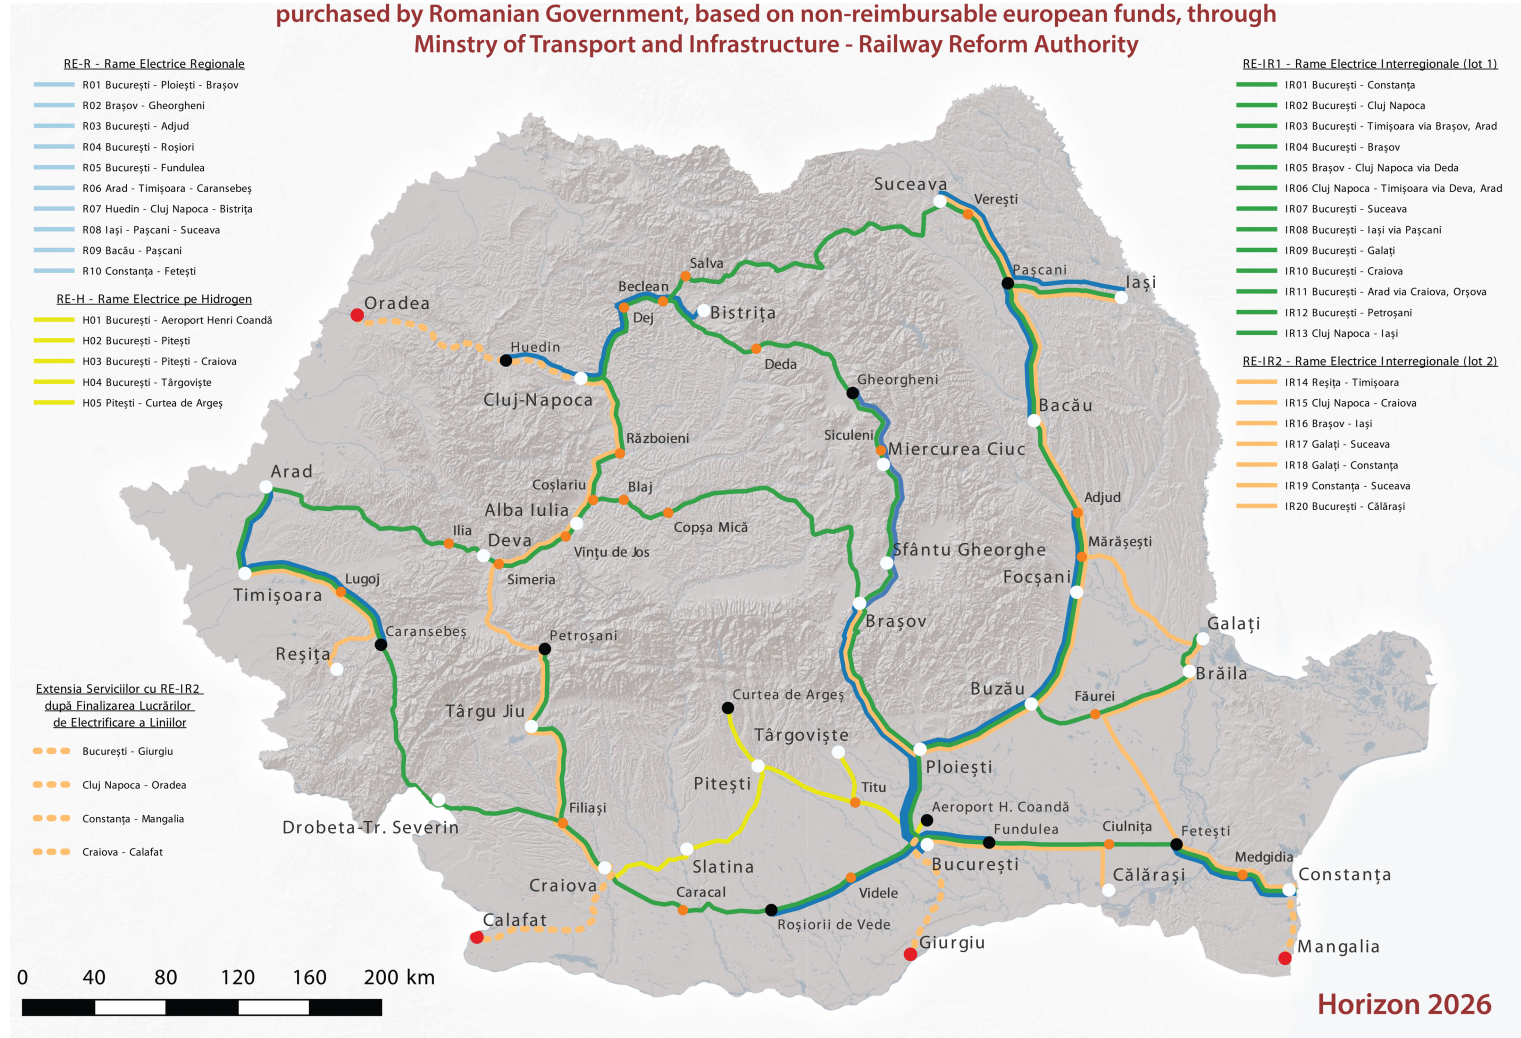 purchased by Romanian Government, based on non-reimbursable european funds, through
Minstry of Transport and Infrastructure - Railway Reform Authority
RE-R - Rame Electrice Regionale
R01 București - Ploiești - Brașov
R02 Brașov - Gheorgheni
R03 București - Adjud
R04 București - Roșiori
R05 București - Fundulea
R06 Arad - Timișoara - Caransebeș
R07 Huedin - Cluj Napoca - Bistrița
R08 Iași - Pașcani - Suceava
R09 Bacău - Pașcani
R10 Constanța - Fetești
RE-H - Rame Electrice pe Hidrogen
H01 București - Aeroport Henri Coandă
H02 București - Pitești
H03 București - Pitești - Craiova
H04 București - Târgoviște
H05 Pitești - Curtea de Argeș
RE-IR1 - Rame Electrice Interregionale (lot 1)
IR01 București - Constanța
IR02 București - Cluj Napoca
IR03 București - Timișoara via Brașov, Arad
IR04 București - Brașov
IR05 Brașov - Cluj Napoca via Deda
IR06 Cluj Napoca - Timișoara via Deva, Arad
IR07 București - Suceava
IR08 București - Iași via Pașcani
IR09 București - Galați
IR10 București - Craiova
IR11 București - Arad via Craiova, Orșova
IR12 București - Petroșani
IR13 Cluj Napoca - Iași
RE-IR2 - Rame Electrice Interregionale (lot 2)
IR14 Reșița - Timișoara
IR15 Cluj Napoca - Craiova
IR16 Brașov - Iași
IR17 Galați - Suceava
IR18 Galați - Constanța
IR19 Constanța - Suceava
IR20 București - Călărași
Suceava
Verești
Pașcani
Iași
Salva
Beclean
Dej
Bistrița
Oradea
Huedin
Cluj-Napoca
Deda
Gheorgheni
Bacău
Siculeni
Miercurea Ciuc
Războieni
Arad
Coșlariu
Blaj
Alba Iulia
Copșa Mică
Adjud
Mărășești
Ilia
Deva
Vințu de Jos
Simeria
Sfântu Gheorghe
Focșani
Timișoara
Lugoj
Caransebeș
Petroșani
Brașov
Galați
Reșița
Brăila
Buzău
Făurei
Curtea de Argeș
Târgu Jiu
Târgoviște
Ploiești
Pitești
Titu
Aeroport H. Coandă
Filiași
Fundulea
Ciulnița
Fetești
Drobeta-Tr. Severin
Slatina
București
Medgidia
Călărași
Constanța
Craiova
Caracal
Videle
Roșiorii de Vede
Calafat
Giurgiu
Mangalia
Extensia Serviciilor cu RE-IR2
după Finalizarea Lucrărilor
de Electrificare a Liniilor
București - Giurgiu
Cluj Napoca - Oradea
Constanța - Mangalia
Craiova - Calafat
0 40 80 120 160 200 km
Horizon 2026